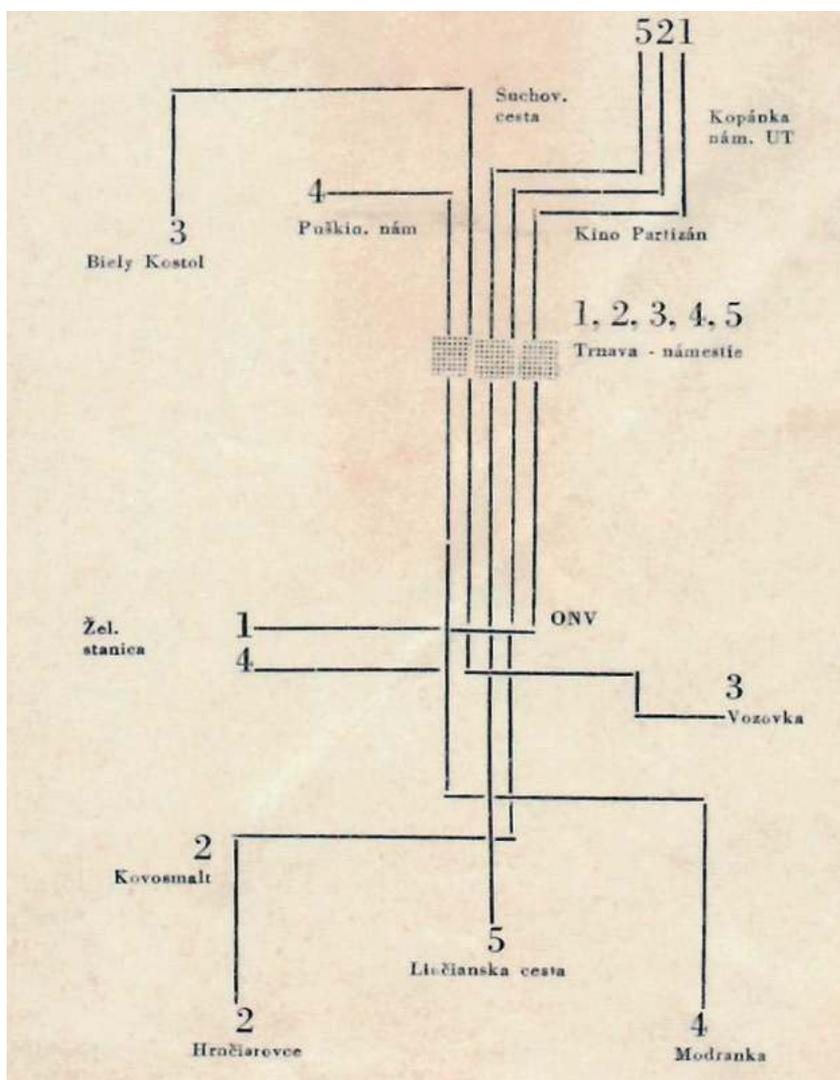 521
Suchov.
cesta
Kopánka
nám. UT
4
Puškin. nám
3
Biely Kostol
Kino Partizán
1, 2, 3, 4, 5
Trnava - námestie
Žel.
stanica
1
4
ONV
3
Vozovka
2
Kovosmalt
5
Linčianska cesta
2
Hrnčiarovce
4
Modranka